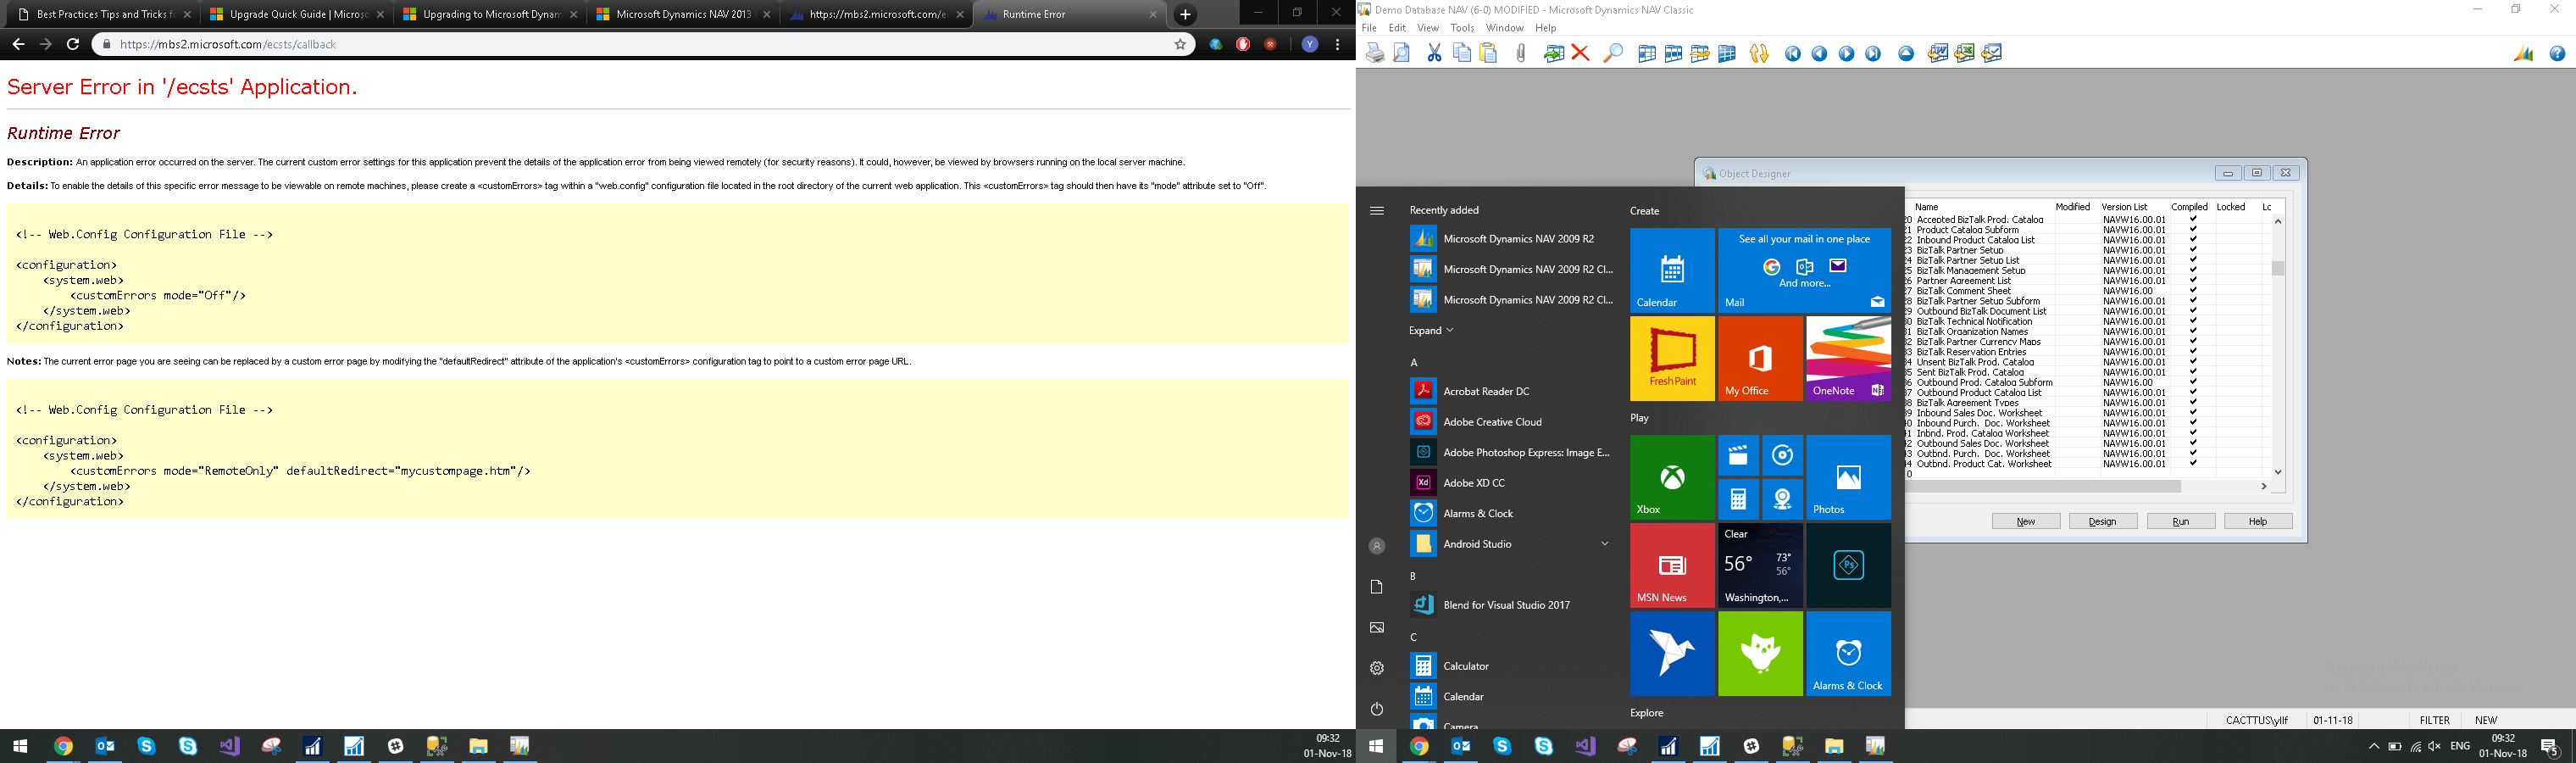 Best Practices Tips and Tricks f
Upgrade Quick Guide | Micros
Upgrading to Microsoft Dynam
Microsoft Dynamics NAV 2013
https://mbs2.microsoft.com/e
Runtime Error
https://mbs2.microsoft.com/ecsts/callback
Y
Server Error in '/ecsts' Application.
Runtime Error
Description: An application error occurred on the server. The current custom error settings for this application prevent the details of the application error from being viewed remotely (for security reasons). It could, however, be viewed by browsers running on the local server machine.
Details: To enable the details of this specific error message to be viewable on remote machines, please create a <customErrors> tag within a "web.config" configuration file located in the root directory of the current web application. This <customErrors> tag should then have its "mode" attribute set to "Off".
<!-- Web.Config Configuration File -->
<configuration>
<system.web>
<customErrors mode="Off"/>
</system.web>
</configuration>
Notes: The current error page you are seeing can be replaced by a custom error page by modifying the "defaultRedirect" attribute of the application's <customErrors> configuration tag to point to a custom error page URL.
<!-- Web.Config Configuration File -->
<configuration>
<system.web>
<customErrors mode="RemoteOnly" defaultRedirect="mycustompage.htm"/>
</system.web>
</configuration>
09:32
01-Nov-18
Demo Database NAV (6-0) MODIFIED - Microsoft Dynamics NAV Classic
File Edit View Tools Window Help
Object Designer
Name Modified Version List Compiled Locked Lc
20 Accepted BizTalk Prod. Catalog NAVW16.00.01
21 Product Catalog Subform NAVW16.00.01
22 Inbound Product Catalog List NAVW16.00.01
23 BizTalk Partner Setup NAVW16.00.01
24 BizTalk Partner Setup List NAVW16.00.01
25 BizTalk Management Setup NAVW16.00.01
26 Partner Agreement List NAVW16.00.01
27 BizTalk Comment Sheet NAVW16.00
28 BizTalk Partner Setup Subform NAVW16.00.01
29 Outbound BizTalk Document List NAVW16.00.01
30 BizTalk Technical Notification NAVW16.00.01
31 BizTalk Organization Names NAVW16.00.01
32 BizTalk Partner Currency Maps NAVW16.00.01
33 BizTalk Reservation Entries NAVW16.00.01
34 Unsent BizTalk Prod. Catalog NAVW16.00.01
35 Sent BizTalk Prod. Catalog NAVW16.00.01
36 Outbound Prod. Catalog Subform NAVW16.00
37 Outbound Product Catalog List NAVW16.00.01
38 BizTalk Agreement Types NAVW16.00.01
39 Inbound Sales Doc. Worksheet NAVW16.00.01
40 Inbound Purch. Doc. Worksheet NAVW16.00.01
41 Inbnd. Prod. Catalog Worksheet NAVW16.00.01
42 Outbound Sales Doc. Worksheet NAVW16.00.01
43 Outbnd. Purch. Doc. Worksheet NAVW16.00.01
44 Outbnd. Product Cat. Worksheet NAVW16.00.01
0
New Design Run Help
Recently added
Microsoft Dynamics NAV 2009 R2
Microsoft Dynamics NAV 2009 R2 Cl...
Microsoft Dynamics NAV 2009 R2 Cl...
Expand
A
Acrobat Reader DC
Adobe Creative Cloud
Adobe Photoshop Express: Image E...
Adobe XD CC
Alarms & Clock
Android Studio
B
Blend for Visual Studio 2017
C
Calculator
Calendar
Camera
Create
Calendar
See all your mail in one place
And more...
Mail
Fresh Paint
My Office
OneNote
Play
Xbox
Photos
MSN News
Clear
56° 73°
56°
Washington,...
Ps
Alarms & Clock
Explore
CACTTUS\yllf 01-11-18 FILTER NEW
ENG
09:32
01-Nov-18
5